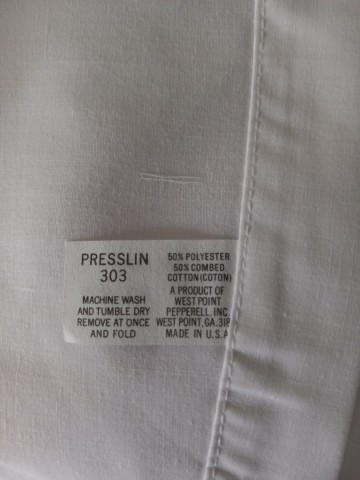 PRESSLIN
303
MACHINE WASH
AND TUMBLE DRY
REMOVE AT ONCE
AND FOLD
50% POLYESTER
50% COMBED
COTTON (COTON)
A PRODUCT OF
WEST POINT
PEPPERELL, INC
WEST POINT, GA. 318
MADE IN U.S.A